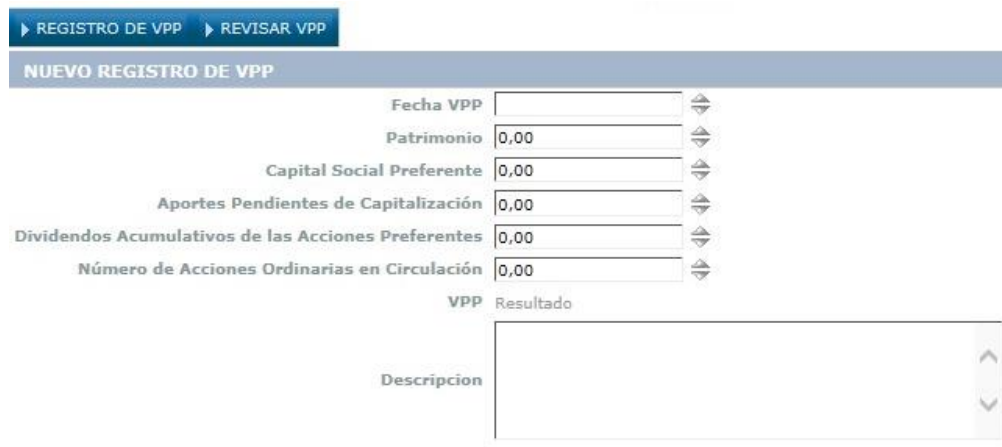 REGISTRO DE VPP REVISAR VPP
NUEVO REGISTRO DE VPP
Fecha VPP
Patrimonio 0,00
Capital Social Preferente 0,00
Aportes Pendientes de Capitalización 0,00
Dividendos Acumulativos de las Acciones Preferentes 0,00
Número de Acciones Ordinarias en Circulación 0,00
VPP Resultado
Descripcion